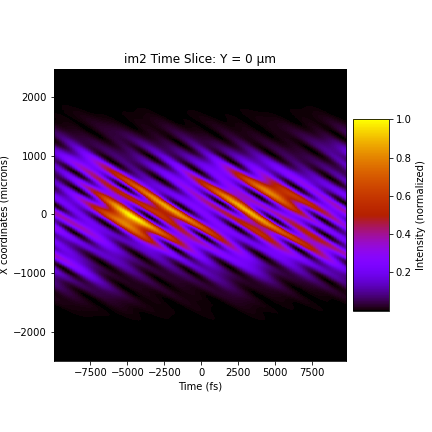 im2 Time Slice: Y = 0 μm
X coordinates (microns)
2000
1000
0
−1000
−2000
−7500 −5000 −2500 0 2500 5000 7500
Time (fs)
1.0
0.8
0.6
0.4
0.2
Intensity (normalized)